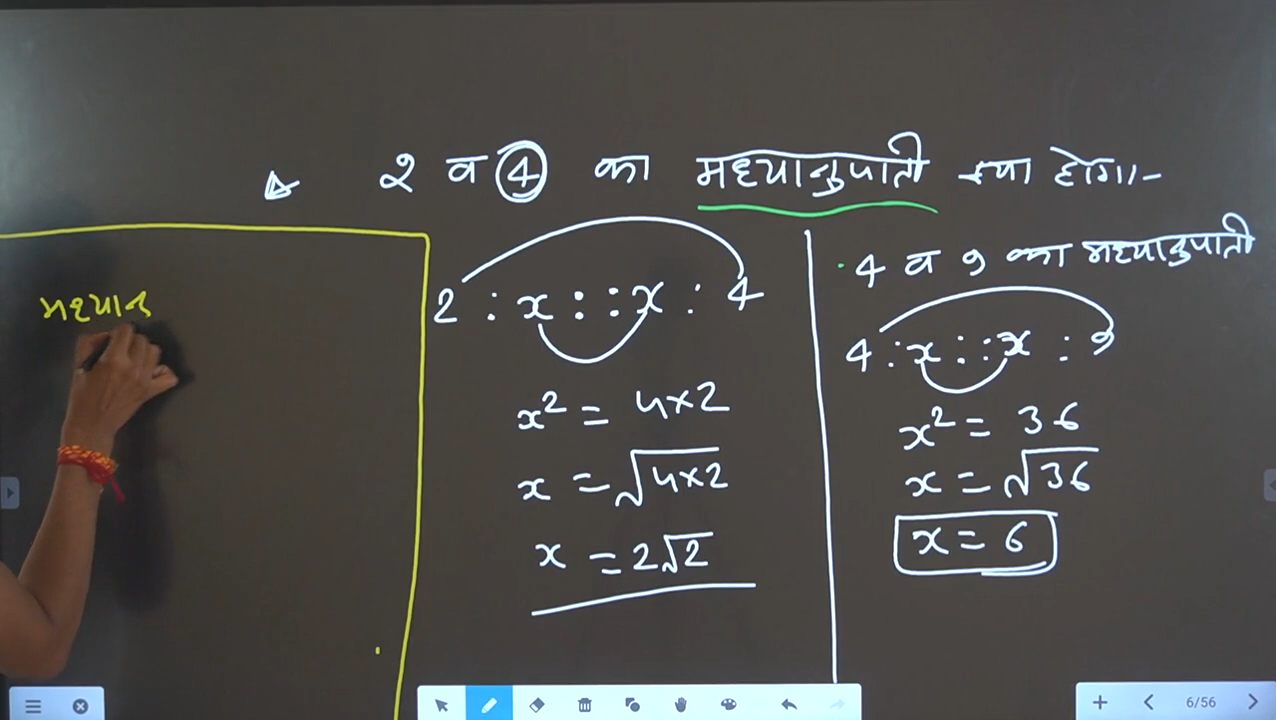 2 व 4 का मध्यानुपाती क्या होगा-
मध्यानु
2 : x :: x : 4
x² = 4×2
x = √4×2
x = 2√2
4 व 9 का मध्यानुपाती
4 : x :: x : 9
x² = 36
x = √36
x = 6
6/56